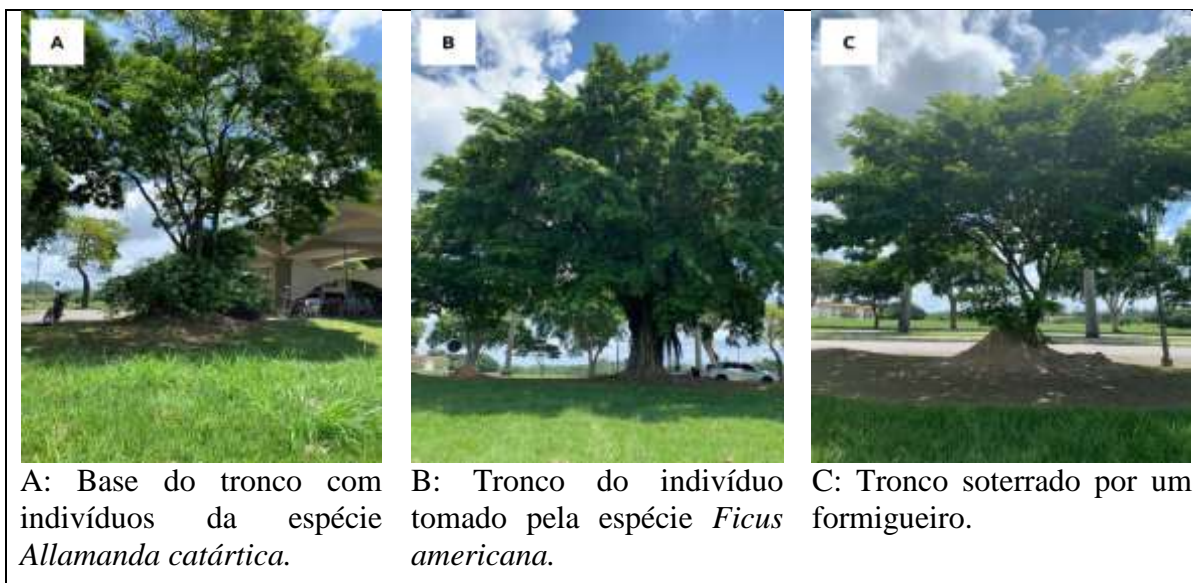 A
B
C
A: Base do tronco com
indivíduos da espécie
Allamanda catártica.
B: Tronco do indivíduo
tomado pela espécie Ficus
americana.
C: Tronco soterrado por um
formigueiro.